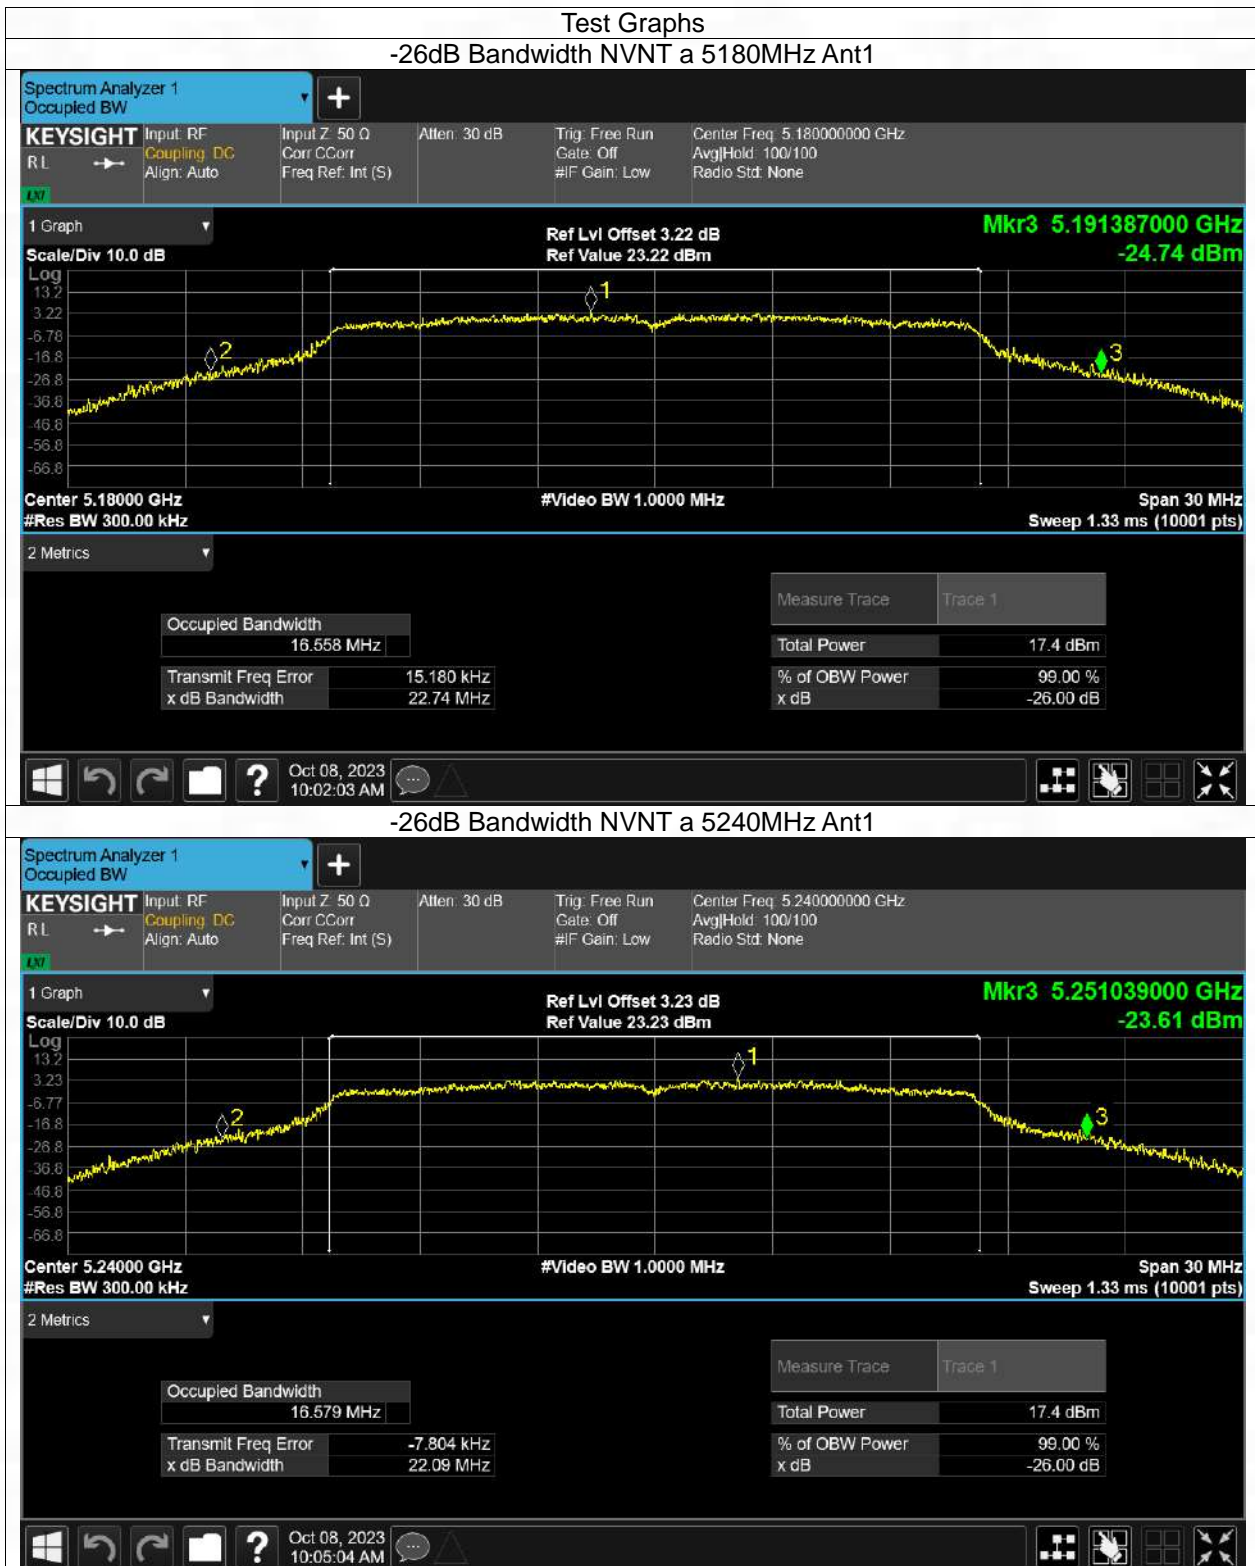 Test Graphs
-26dB Bandwidth NVNT a 5180MHz Ant1
Spectrum Analyzer 1
Occupied BW
+
KEYSIGHT Input: RF Input Z: 50 Ω Atten: 30 dB Trig: Free Run Center Freq: 5.180000000 GHz
R L Coupling: DC Corr CCorr Gate: Off Avg|Hold: 100/100
Align: Auto Freq Ref: Int (S) #IF Gain: Low Radio Std: None
LXI
1 Graph Ref Lvl Offset 3.22 dB Mkr3 5.191387000 GHz
Scale/Div 10.0 dB Ref Value 23.22 dBm -24.74 dBm
Log
13.2
3.22
-6.78
-16.8
-26.8
-36.8
-46.8
-56.8
-66.8
1
2
3
Center 5.18000 GHz #Video BW 1.0000 MHz Span 30 MHz
#Res BW 300.00 kHz Sweep 1.33 ms (10001 pts)
2 Metrics
Measure Trace Trace 1
Occupied Bandwidth
16.558 MHz Total Power 17.4 dBm
Transmit Freq Error 15.180 kHz % of OBW Power 99.00 %
x dB Bandwidth 22.74 MHz x dB -26.00 dB
? Oct 08, 2023
10:02:03 AM
-26dB Bandwidth NVNT a 5240MHz Ant1
Spectrum Analyzer 1
Occupied BW
+
KEYSIGHT Input: RF Input Z: 50 Ω Atten: 30 dB Trig: Free Run Center Freq: 5.240000000 GHz
R L Coupling: DC Corr CCorr Gate: Off Avg|Hold: 100/100
Align: Auto Freq Ref: Int (S) #IF Gain: Low Radio Std: None
LXI
1 Graph Ref Lvl Offset 3.23 dB Mkr3 5.251039000 GHz
Scale/Div 10.0 dB Ref Value 23.23 dBm -23.61 dBm
Log
13.2
3.23
-6.77
-16.8
-26.8
-36.8
-46.8
-56.8
-66.8
1
2
3
Center 5.24000 GHz #Video BW 1.0000 MHz Span 30 MHz
#Res BW 300.00 kHz Sweep 1.33 ms (10001 pts)
2 Metrics
Measure Trace Trace 1
Occupied Bandwidth
16.579 MHz Total Power 17.4 dBm
Transmit Freq Error -7.804 kHz % of OBW Power 99.00 %
x dB Bandwidth 22.09 MHz x dB -26.00 dB
? Oct 08, 2023
10:05:04 AM